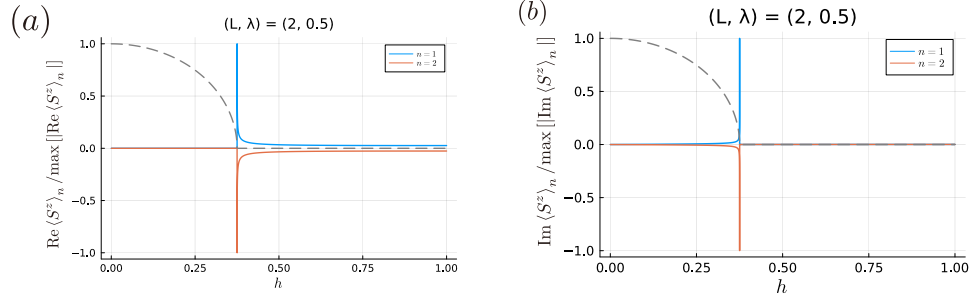 (a)
(L, λ) = (2, 0.5)
Re ⟨S^z⟩_n / max [|Re ⟨S^z⟩_n |]
1.0
0.5
0.0
−0.5
−1.0
n = 1
n = 2
0.00 0.25 0.50 0.75 1.00
h
(b)
(L, λ) = (2, 0.5)
Im ⟨S^z⟩_n / max [|Im ⟨S^z⟩_n |]
1.0
0.5
0.0
−0.5
−1.0
n = 1
n = 2
0.00 0.25 0.50 0.75 1.00
h